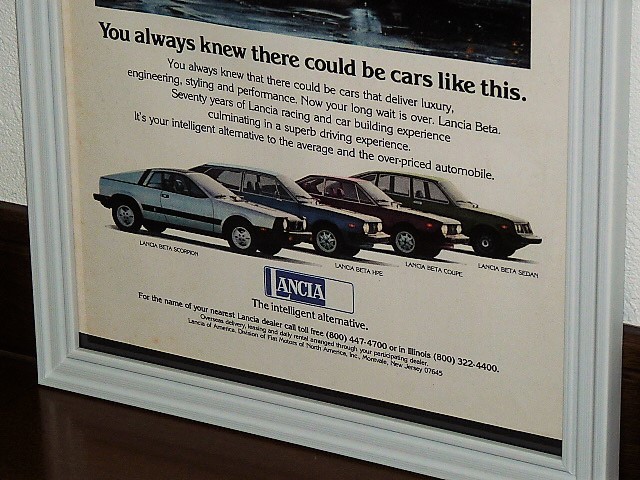 You always knew there could be cars like this.
You always knew that there could be cars that deliver luxury,
engineering, styling and performance. Now your long wait is over. Lancia Beta.
Seventy years of Lancia racing and car building experience
culminating in a superb driving experience.
It's your intelligent alternative to the average and the over-priced automobile.
LANCIA BETA SCORPION
LANCIA BETA HPE
LANCIA BETA COUPE
LANCIA BETA SEDAN
LANCIA
The intelligent alternative.
For the name of your nearest Lancia dealer call toll free (800) 447-4700 or in Illinois (800) 322-4400.
Overseas delivery, leasing and daily rental arranged through your participating dealer.
Lancia of America, Division of Fiat Motors of North America, Inc., Montvale, New Jersey 07645